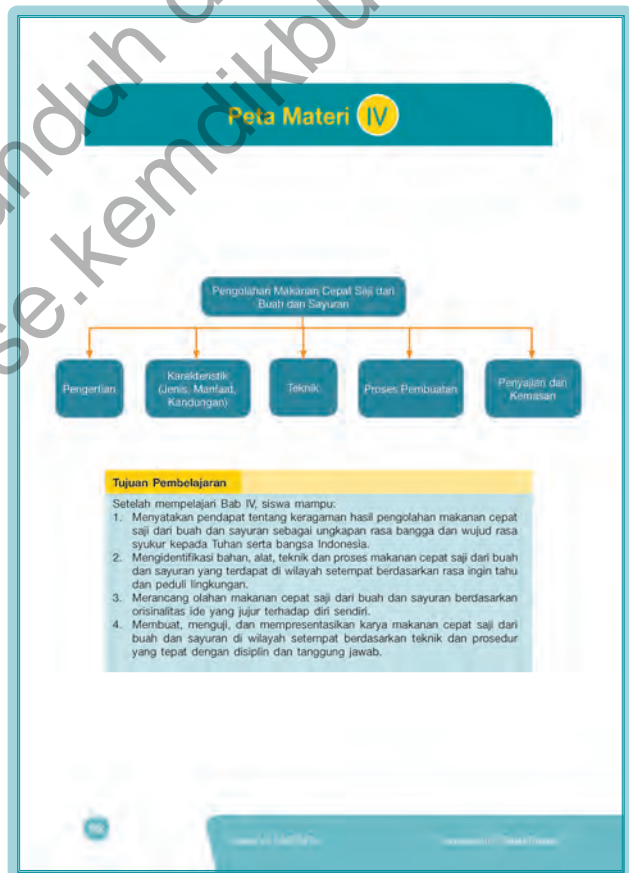 Peta Materi IV
Pengolahan Makanan Cepat Saji dari
Buah dan Sayuran
Pengertian
Karakteristik
(Jenis, Manfaat,
Kandungan)
Teknik
Proses Pembuatan
Penyajian dan
Kemasan
Tujuan Pembelajaran
Setelah mempelajari Bab IV, siswa mampu:
1. Menyatakan pendapat tentang keragaman hasil pengolahan makanan cepat
saji dari buah dan sayuran sebagai ungkapan rasa bangga dan wujud rasa
syukur kepada Tuhan serta bangsa Indonesia.
2. Mengidentifikasi bahan, alat, teknik dan proses makanan cepat saji dari buah
dan sayuran yang terdapat di wilayah setempat berdasarkan rasa ingin tahu
dan peduli lingkungan.
3. Merancang olahan makanan cepat saji dari buah dan sayuran berdasarkan
orisinalitas ide yang jujur terhadap diri sendiri.
4. Membuat, menguji, dan mempresentasikan karya makanan cepat saji dari
buah dan sayuran di wilayah setempat berdasarkan teknik dan prosedur
yang tepat dengan disiplin dan tanggung jawab.